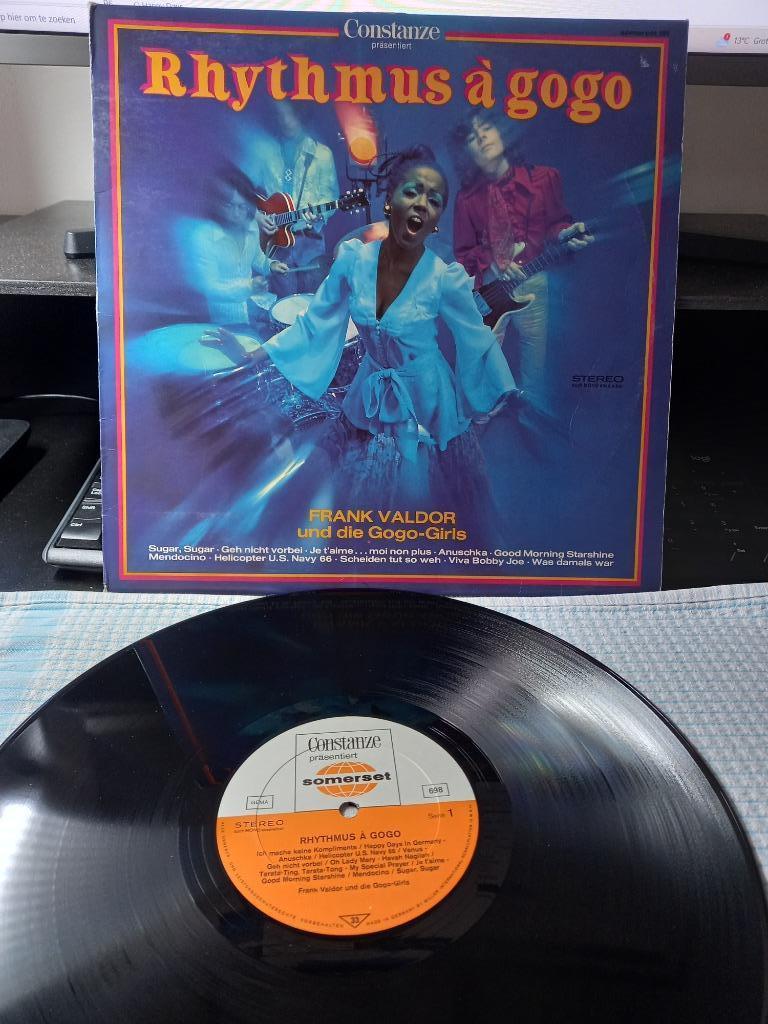 p hier om te zoeken
13°C
Constanze
präsentiert
Rhythmus à gogo
STEREO
FRANK VALDOR
und die Gogo-Girls
Sugar, Sugar · Geh nicht vorbei · Je t'aime... moi non plus · Anuschka · Good Morning Starshine
Mendocino · Helicopter U.S. Navy 66 · Scheiden tut so weh · Viva Bobby Joe · Was damals war
Shift
Ctrl
logi
Constanze
präsentiert
somerset
GEMA
698
STEREO
Seite 1
RHYTHMUS À GOGO
Ich mache keine Komplimente / Happy Days in Germany -
Anuschka / Helicopter U.S. Navy 66 / Venus -
Geh nicht vorbei / Oh Lady Mary - Havah Nagilah /
Tarata-Ting, Tarata-Tong - My Special Prayer / Je t'aime -
Good Morning Starshine / Mendocino / Sugar, Sugar
Frank Valdor und die Gogo-Girls
33